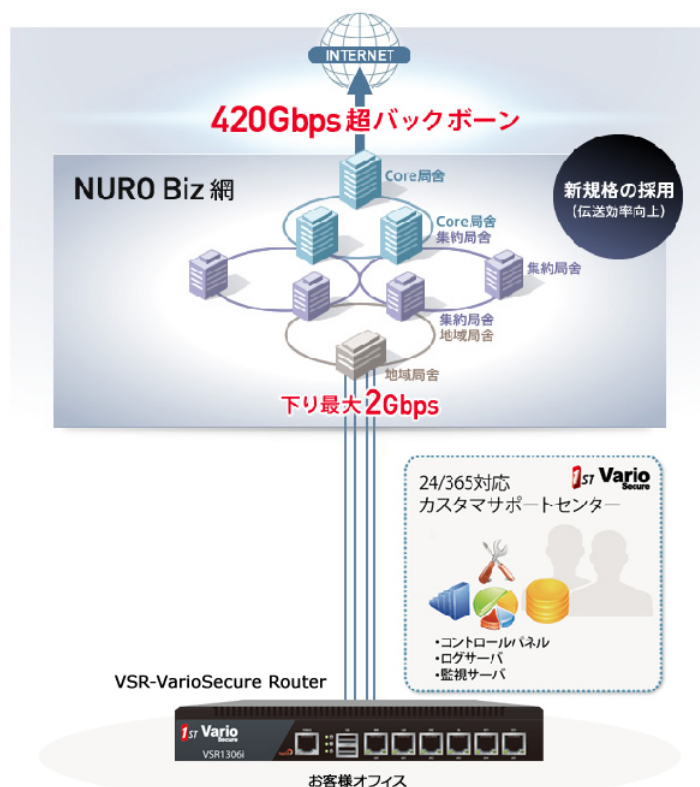 INTERNET
420Gbps超バックボーン
NURO Biz 網
Core局舎
新規格の採用
(伝送効率向上)
Core局舎
集約局舎
集約局舎
集約局舎
地域局舎
地域局舎
下り最大2Gbps
24/365対応
1ST Vario
Secure
カスタマサポートセンター
・コントロールパネル
・ログサーバ
・監視サーバ
VSR-VarioSecure Router
1ST Vario
Secure
VSR1306i
お客様オフィス